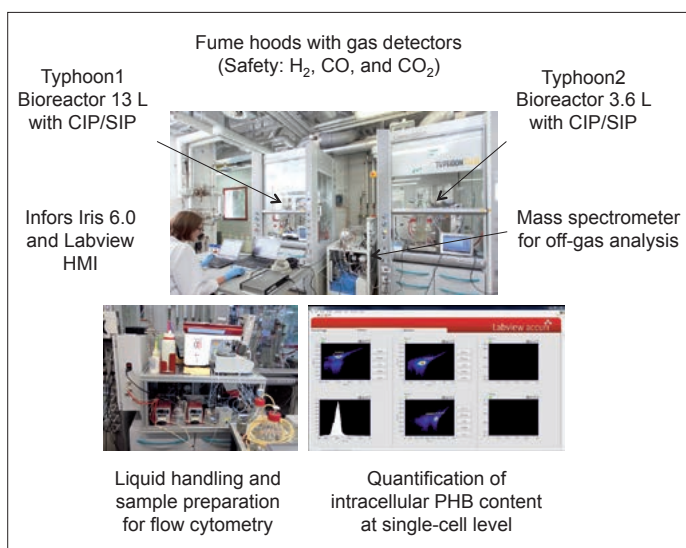 Fume hoods with gas detectors
(Safety: H₂, CO, and CO₂)
Typhoon1
Bioreactor 13 L
with CIP/SIP
Typhoon2
Bioreactor 3.6 L
with CIP/SIP
Infors Iris 6.0
and Labview
HMI
Mass spectrometer
for off-gas analysis
TYPHOON
Labview
Liquid handling and
sample preparation
for flow cytometry
Quantification of
intracellular PHB content
at single-cell level